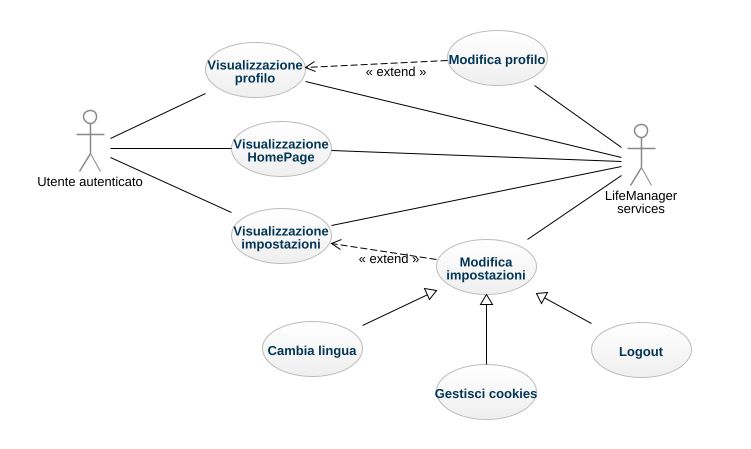 Visualizzazione
profilo
« extend »
Modifica profilo
Visualizzazione
HomePage
Utente autenticato
LifeManager
services
Visualizzazione
impostazioni
« extend »
Modifica
impostazioni
Cambia lingua
Gestisci cookies
Logout